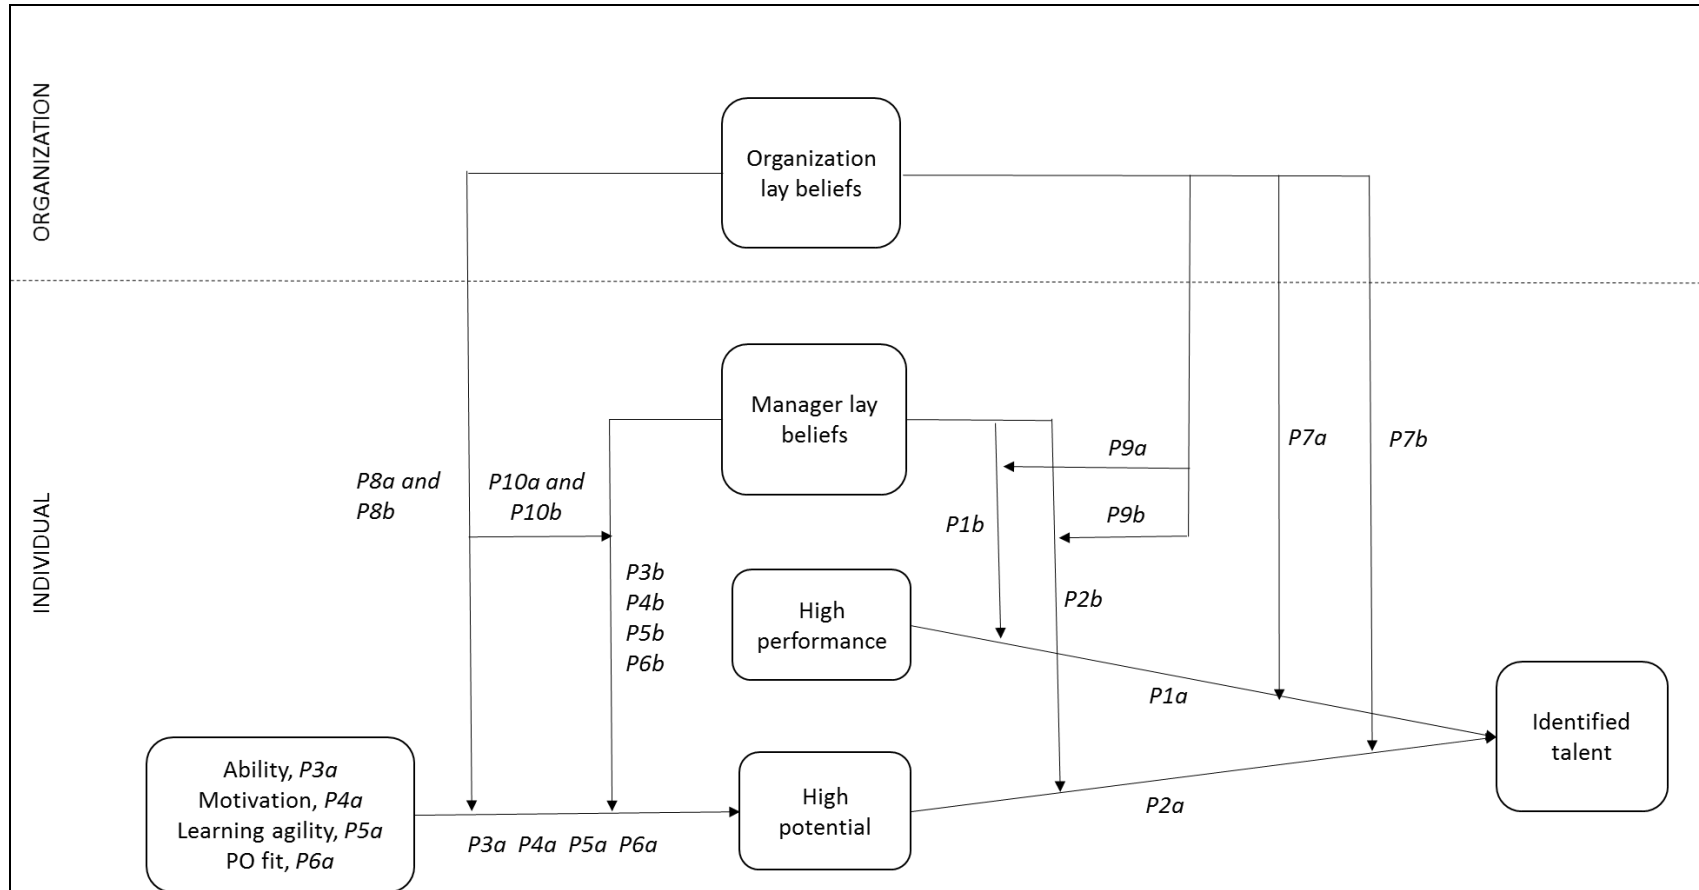 ORGANIZATION
Organization
lay beliefs
INDIVIDUAL
Manager lay
beliefs
P8a and
P8b
P10a and
P10b
P9a
P9b
P7a
P7b
P1b
P2b
P3b
P4b
P5b
P6b
High
performance
P1a
Identified
talent
Ability, P3a
Motivation, P4a
Learning agility, P5a
PO fit, P6a
P3a P4a P5a P6a
High
potential
P2a